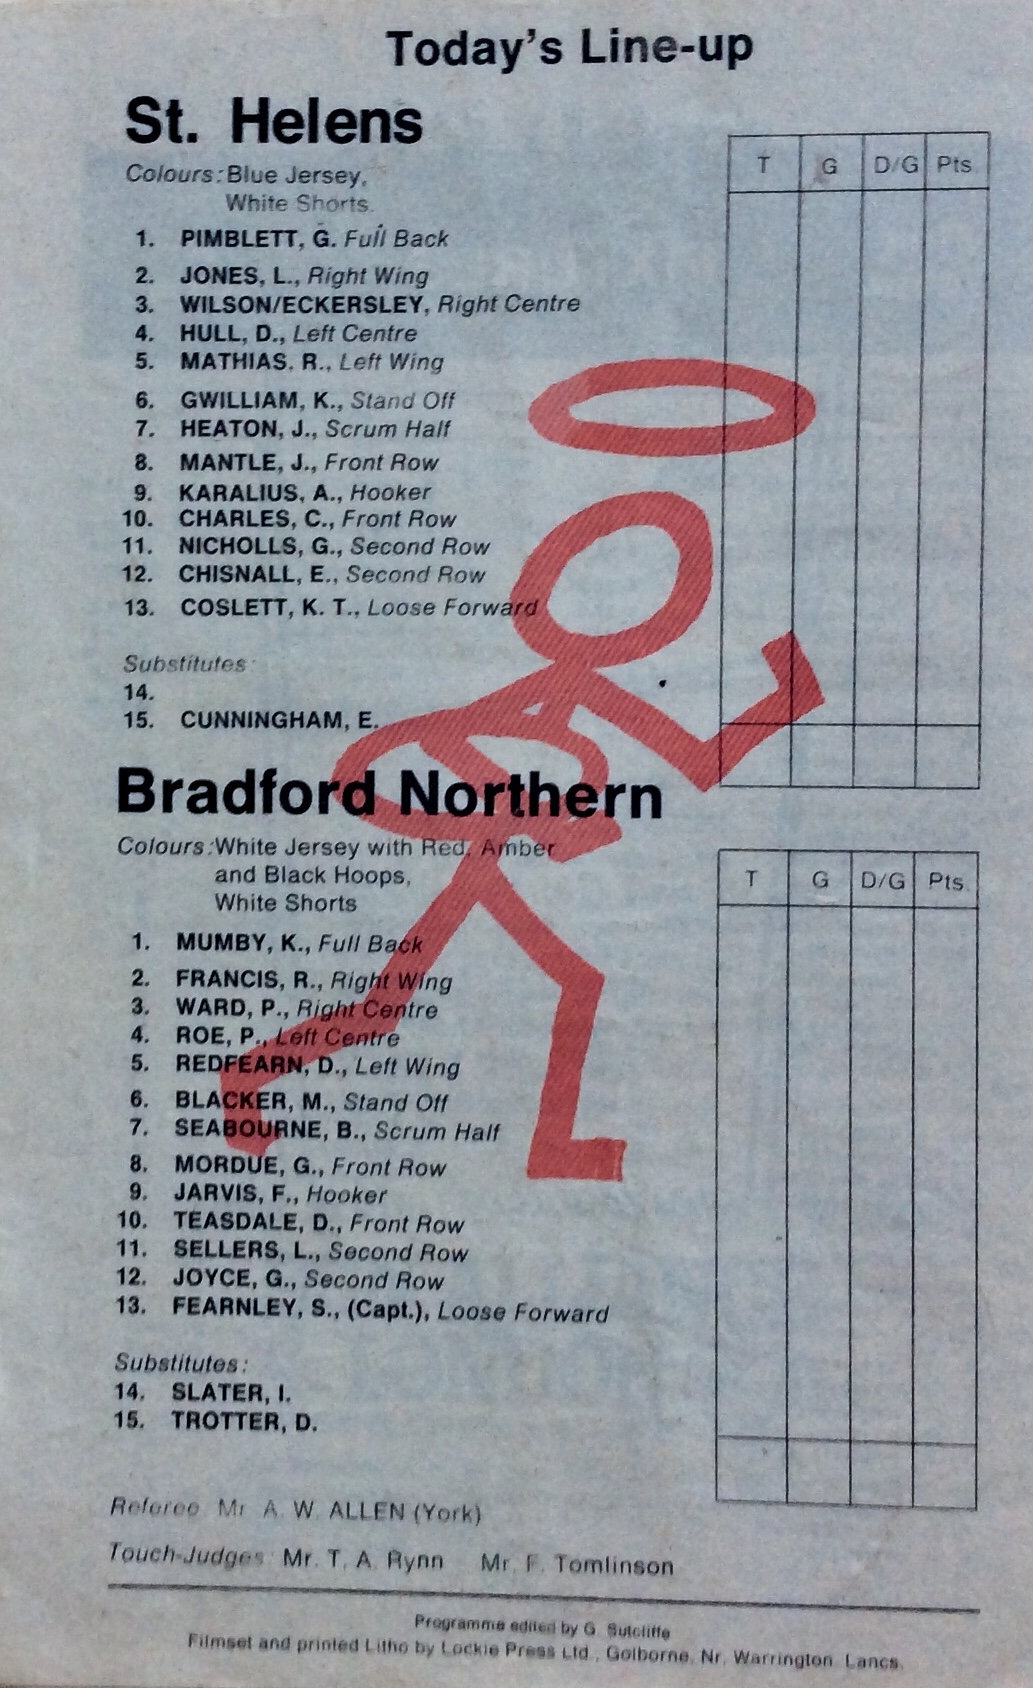 Today's Line-up
St. Helens
Colours: Blue Jersey,
White Shorts.
T G D/G Pts
1. PIMBLETT, G. Full Back
2. JONES, L., Right Wing
3. WILSON/ECKERSLEY, Right Centre
4. HULL, D., Left Centre
5. MATHIAS, R., Left Wing
6. GWILLIAM, K., Stand Off
7. HEATON, J., Scrum Half
8. MANTLE, J., Front Row
9. KARALIUS, A., Hooker
10. CHARLES, C., Front Row
11. NICHOLLS, G., Second Row
12. CHISNALL, E., Second Row
13. COSLETT, K. T., Loose Forward
Substitutes:
14.
15. CUNNINGHAM, E.
Bradford Northern
Colours: White Jersey with Red, Amber
and Black Hoops,
White Shorts
T G D/G Pts.
1. MUMBY, K., Full Back
2. FRANCIS, R., Right Wing
3. WARD, P., Right Centre
4. ROE, P., Left Centre
5. REDFEARN, D., Left Wing
6. BLACKER, M., Stand Off
7. SEABOURNE, B., Scrum Half
8. MORDUE, G., Front Row
9. JARVIS, F., Hooker
10. TEASDALE, D., Front Row
11. SELLERS, L., Second Row
12. JOYCE, G., Second Row
13. FEARNLEY, S., (Capt.), Loose Forward
Substitutes:
14. SLATER, I.
15. TROTTER, D.
Referee Mr A. W. ALLEN (York)
Touch-Judges: Mr. T. A. Rynn Mr. F. Tomlinson
Programme edited by G. Sutcliffe
Filmset and printed Litho by Lockie Press Ltd., Golborne, Nr. Warrington, Lancs.